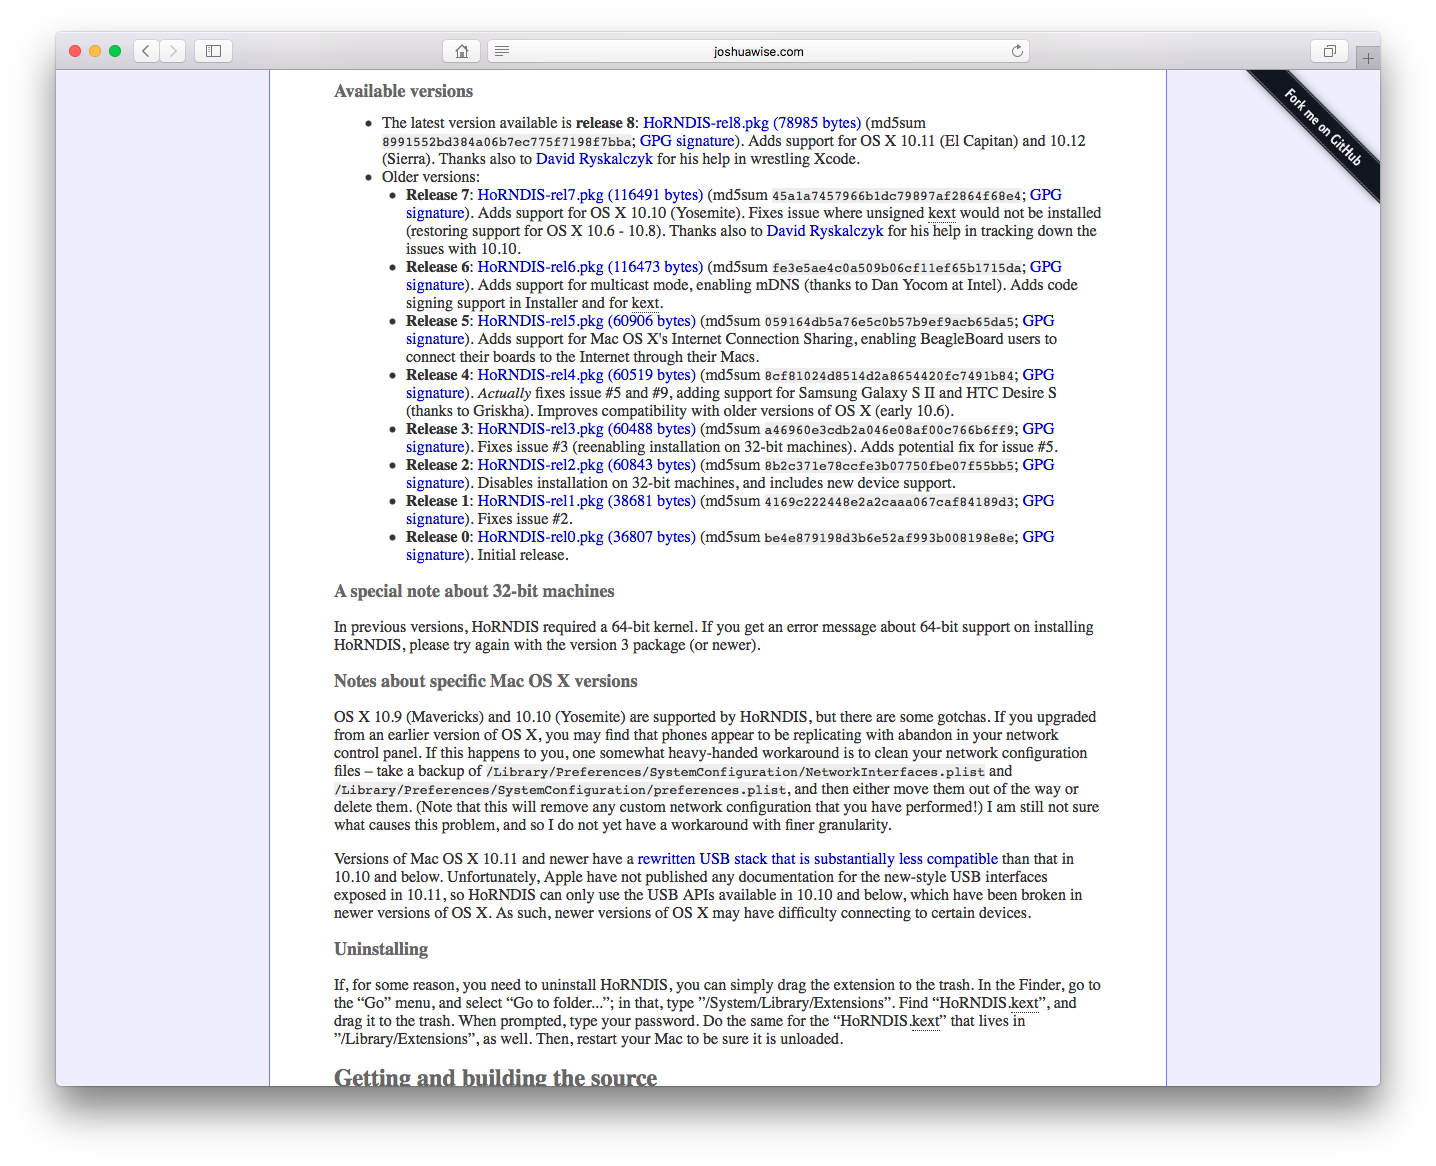 joshuawise.com
Fork me on GitHub
Available versions
• The latest version available is release 8: HoRNDIS-rel8.pkg (78985 bytes) (md5sum
8991552bd384a06b7ec775f7198f7bba; GPG signature). Adds support for OS X 10.11 (El Capitan) and 10.12
(Sierra). Thanks also to David Ryskalczyk for his help in wrestling Xcode.
• Older versions:
• Release 7: HoRNDIS-rel7.pkg (116491 bytes) (md5sum 45a1a7457966b1dc79897af2864f68e4; GPG
signature). Adds support for OS X 10.10 (Yosemite). Fixes issue where unsigned kext would not be installed
(restoring support for OS X 10.6 - 10.8). Thanks also to David Ryskalczyk for his help in tracking down the
issues with 10.10.
• Release 6: HoRNDIS-rel6.pkg (116473 bytes) (md5sum fe3e5ae4c0a509b06cf11ef65b1715da; GPG
signature). Adds support for multicast mode, enabling mDNS (thanks to Dan Yocom at Intel). Adds code
signing support in Installer and for kext.
• Release 5: HoRNDIS-rel5.pkg (60906 bytes) (md5sum 059164db5a76e5c0b57b9ef9acb65da5; GPG
signature). Adds support for Mac OS X's Internet Connection Sharing, enabling BeagleBoard users to
connect their boards to the Internet through their Macs.
• Release 4: HoRNDIS-rel4.pkg (60519 bytes) (md5sum 8cf81024d8514d2a8654420fc7491b84; GPG
signature). Actually fixes issue #5 and #9, adding support for Samsung Galaxy S II and HTC Desire S
(thanks to Griskha). Improves compatibility with older versions of OS X (early 10.6).
• Release 3: HoRNDIS-rel3.pkg (60488 bytes) (md5sum a46960e3cdb2a046e08af00c766b6ff9; GPG
signature). Fixes issue #3 (reenabling installation on 32-bit machines). Adds potential fix for issue #5.
• Release 2: HoRNDIS-rel2.pkg (60843 bytes) (md5sum 8b2c371e78ccfe3b07750fbe07f55bb5; GPG
signature). Disables installation on 32-bit machines, and includes new device support.
• Release 1: HoRNDIS-rel1.pkg (38681 bytes) (md5sum 4169c222448e2a2caaa067caf84189d3; GPG
signature). Fixes issue #2.
• Release 0: HoRNDIS-rel0.pkg (36807 bytes) (md5sum be4e879198d3b6e52af993b008198e8e; GPG
signature). Initial release.
A special note about 32-bit machines
In previous versions, HoRNDIS required a 64-bit kernel. If you get an error message about 64-bit support on installing
HoRNDIS, please try again with the version 3 package (or newer).
Notes about specific Mac OS X versions
OS X 10.9 (Mavericks) and 10.10 (Yosemite) are supported by HoRNDIS, but there are some gotchas. If you upgraded
from an earlier version of OS X, you may find that phones appear to be replicating with abandon in your network
control panel. If this happens to you, one somewhat heavy-handed workaround is to clean your network configuration
files – take a backup of /Library/Preferences/SystemConfiguration/NetworkInterfaces.plist and
/Library/Preferences/SystemConfiguration/preferences.plist, and then either move them out of the way or
delete them. (Note that this will remove any custom network configuration that you have performed!) I am still not sure
what causes this problem, and so I do not yet have a workaround with finer granularity.
Versions of Mac OS X 10.11 and newer have a rewritten USB stack that is substantially less compatible than that in
10.10 and below. Unfortunately, Apple have not published any documentation for the new-style USB interfaces
exposed in 10.11, so HoRNDIS can only use the USB APIs available in 10.10 and below, which have been broken in
newer versions of OS X. As such, newer versions of OS X may have difficulty connecting to certain devices.
Uninstalling
If, for some reason, you need to uninstall HoRNDIS, you can simply drag the extension to the trash. In the Finder, go to
the “Go” menu, and select “Go to folder...”; in that, type ”/System/Library/Extensions”. Find “HoRNDIS.kext”, and
drag it to the trash. When prompted, type your password. Do the same for the “HoRNDIS.kext” that lives in
”/Library/Extensions”, as well. Then, restart your Mac to be sure it is unloaded.
Getting and building the source